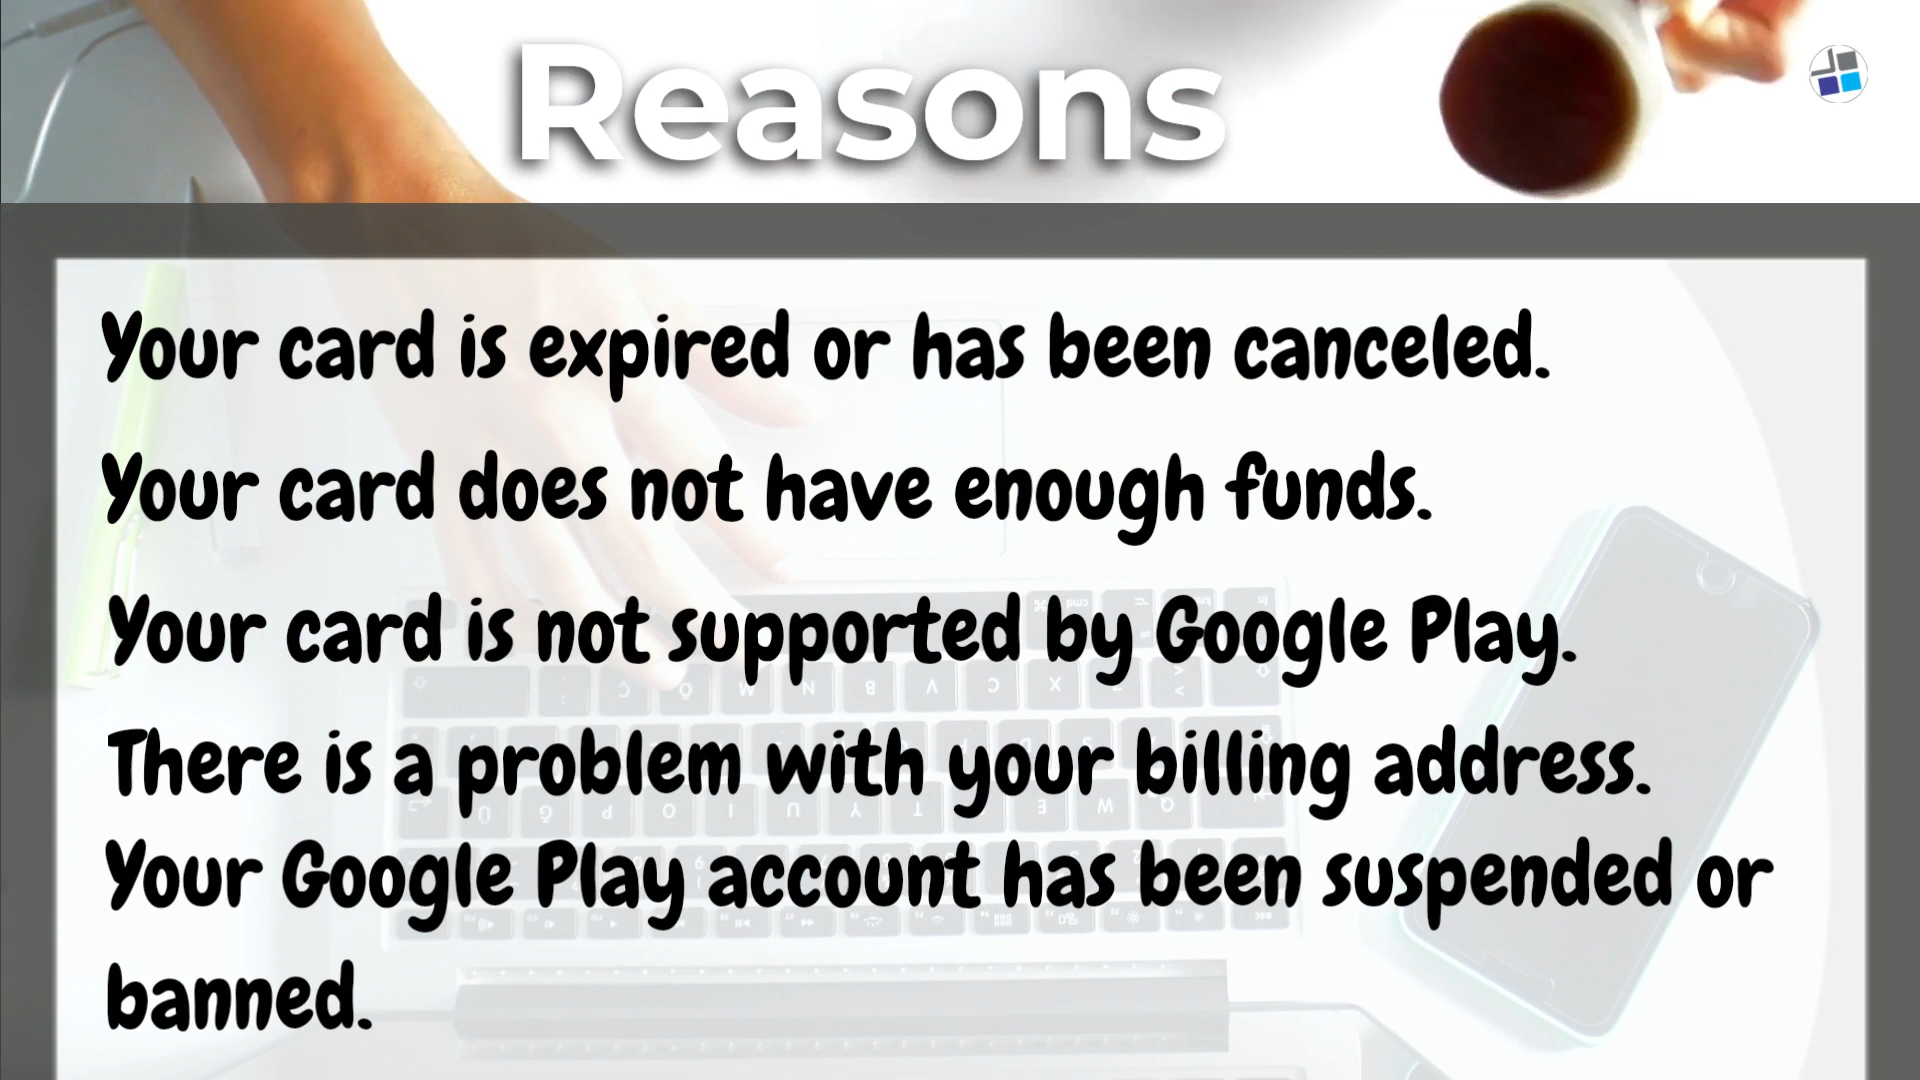 Reasons
Your card is expired or has been canceled.
Your card does not have enough funds.
Your card is not supported by Google Play.
There is a problem with your billing address.
Your Google Play account has been suspended or
banned.